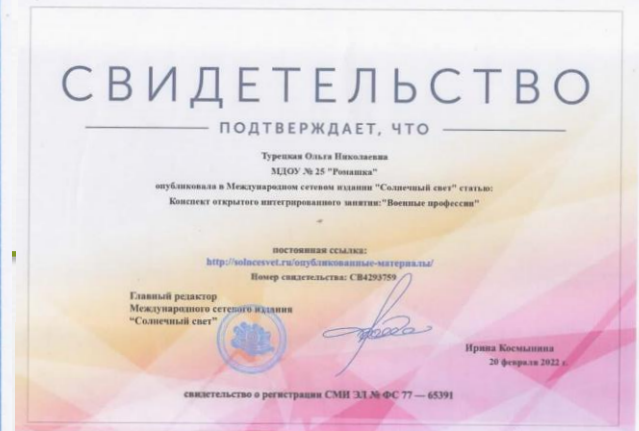 СВИДЕТЕЛЬСТВО
ПОДТВЕРЖДАЕТ, ЧТО
Турецкая Ольга Николаевна
МДОУ № 25 "Ромашка"
опубликовала в Международном сетевом издании "Солнечный свет" статью:
Конспект открытого интегрированного занятия:"Военные профессии"
постоянная ссылка:
http://solncesvet.ru/опубликованные-материалы/
Номер свидетельства: СВ4293759
Главный редактор
Международного сетевого издания
“Солнечный свет”
Ирина Космынина
20 февраля 2022 г.
свидетельство о регистрации СМИ ЭЛ № ФС 77 — 65391